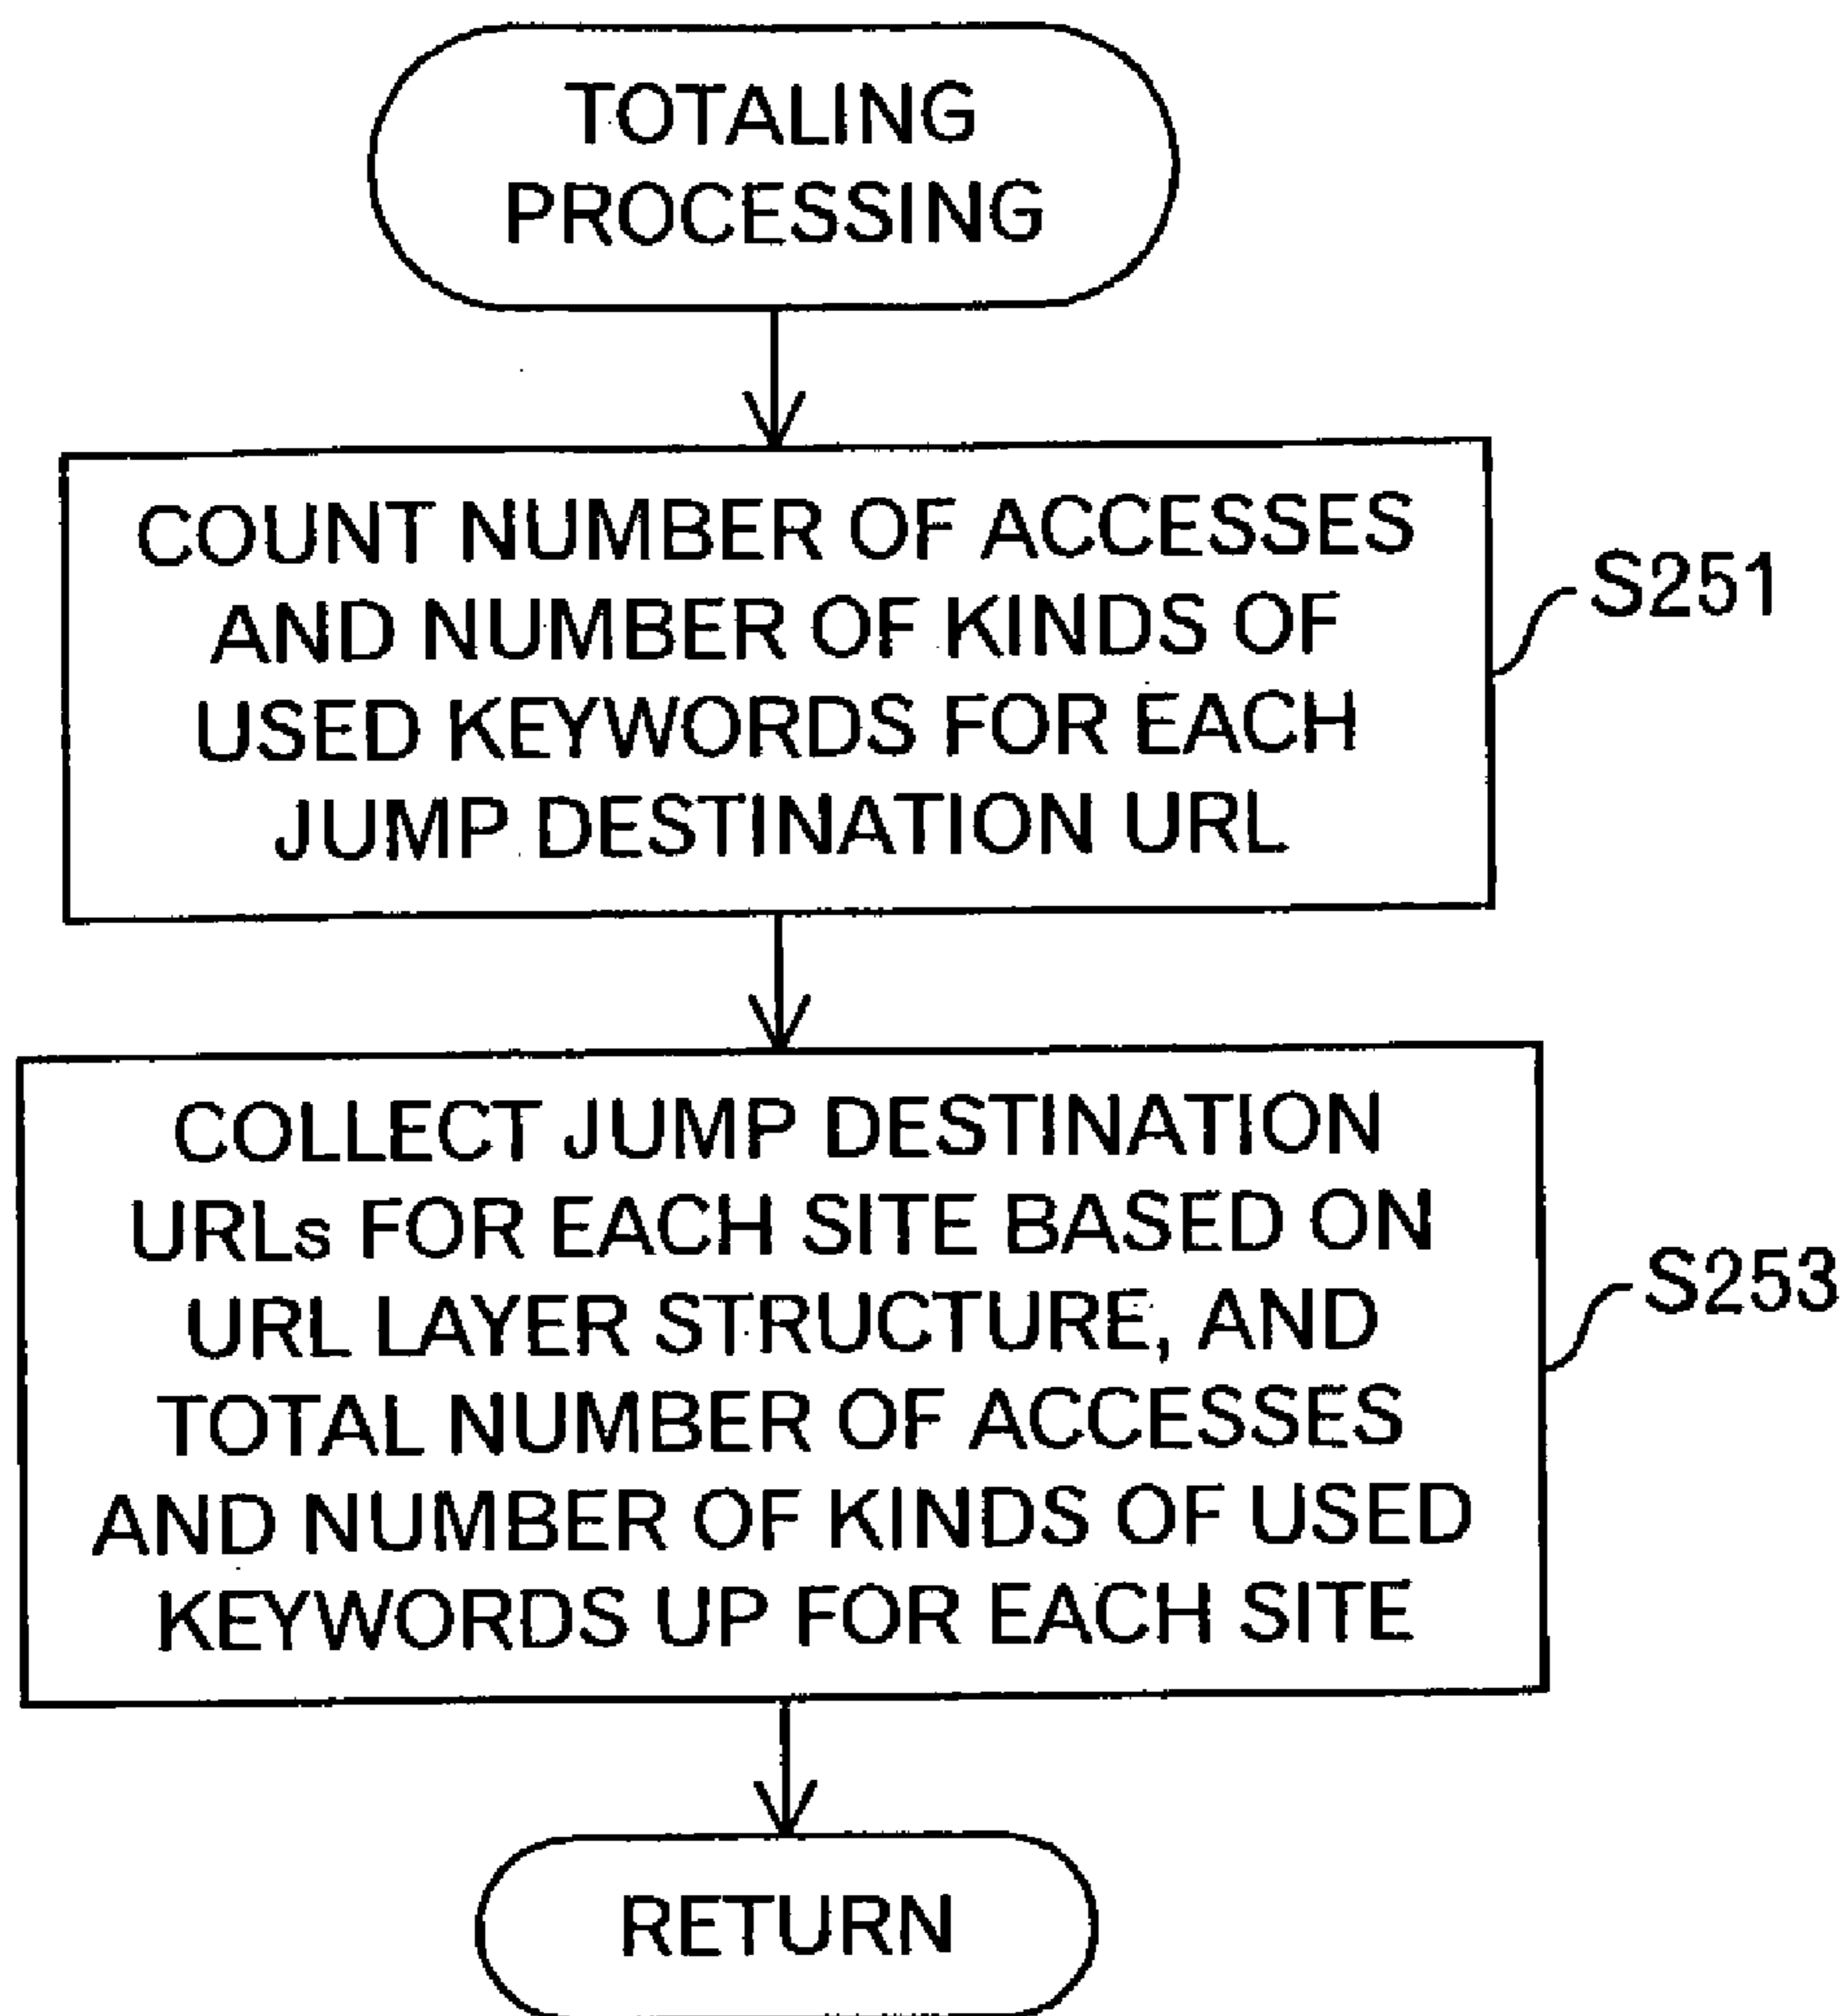 TOTALING
PROCESSING
COUNT NUMBER OF ACCESSES
AND NUMBER OF KINDS OF
USED KEYWORDS FOR EACH
JUMP DESTINATION URL
S251
COLLECT JUMP DESTINATION
URLs FOR EACH SITE BASED ON
URL LAYER STRUCTURE, AND
TOTAL NUMBER OF ACCESSES
AND NUMBER OF KINDS OF USED
KEYWORDS UP FOR EACH SITE
S253
RETURN